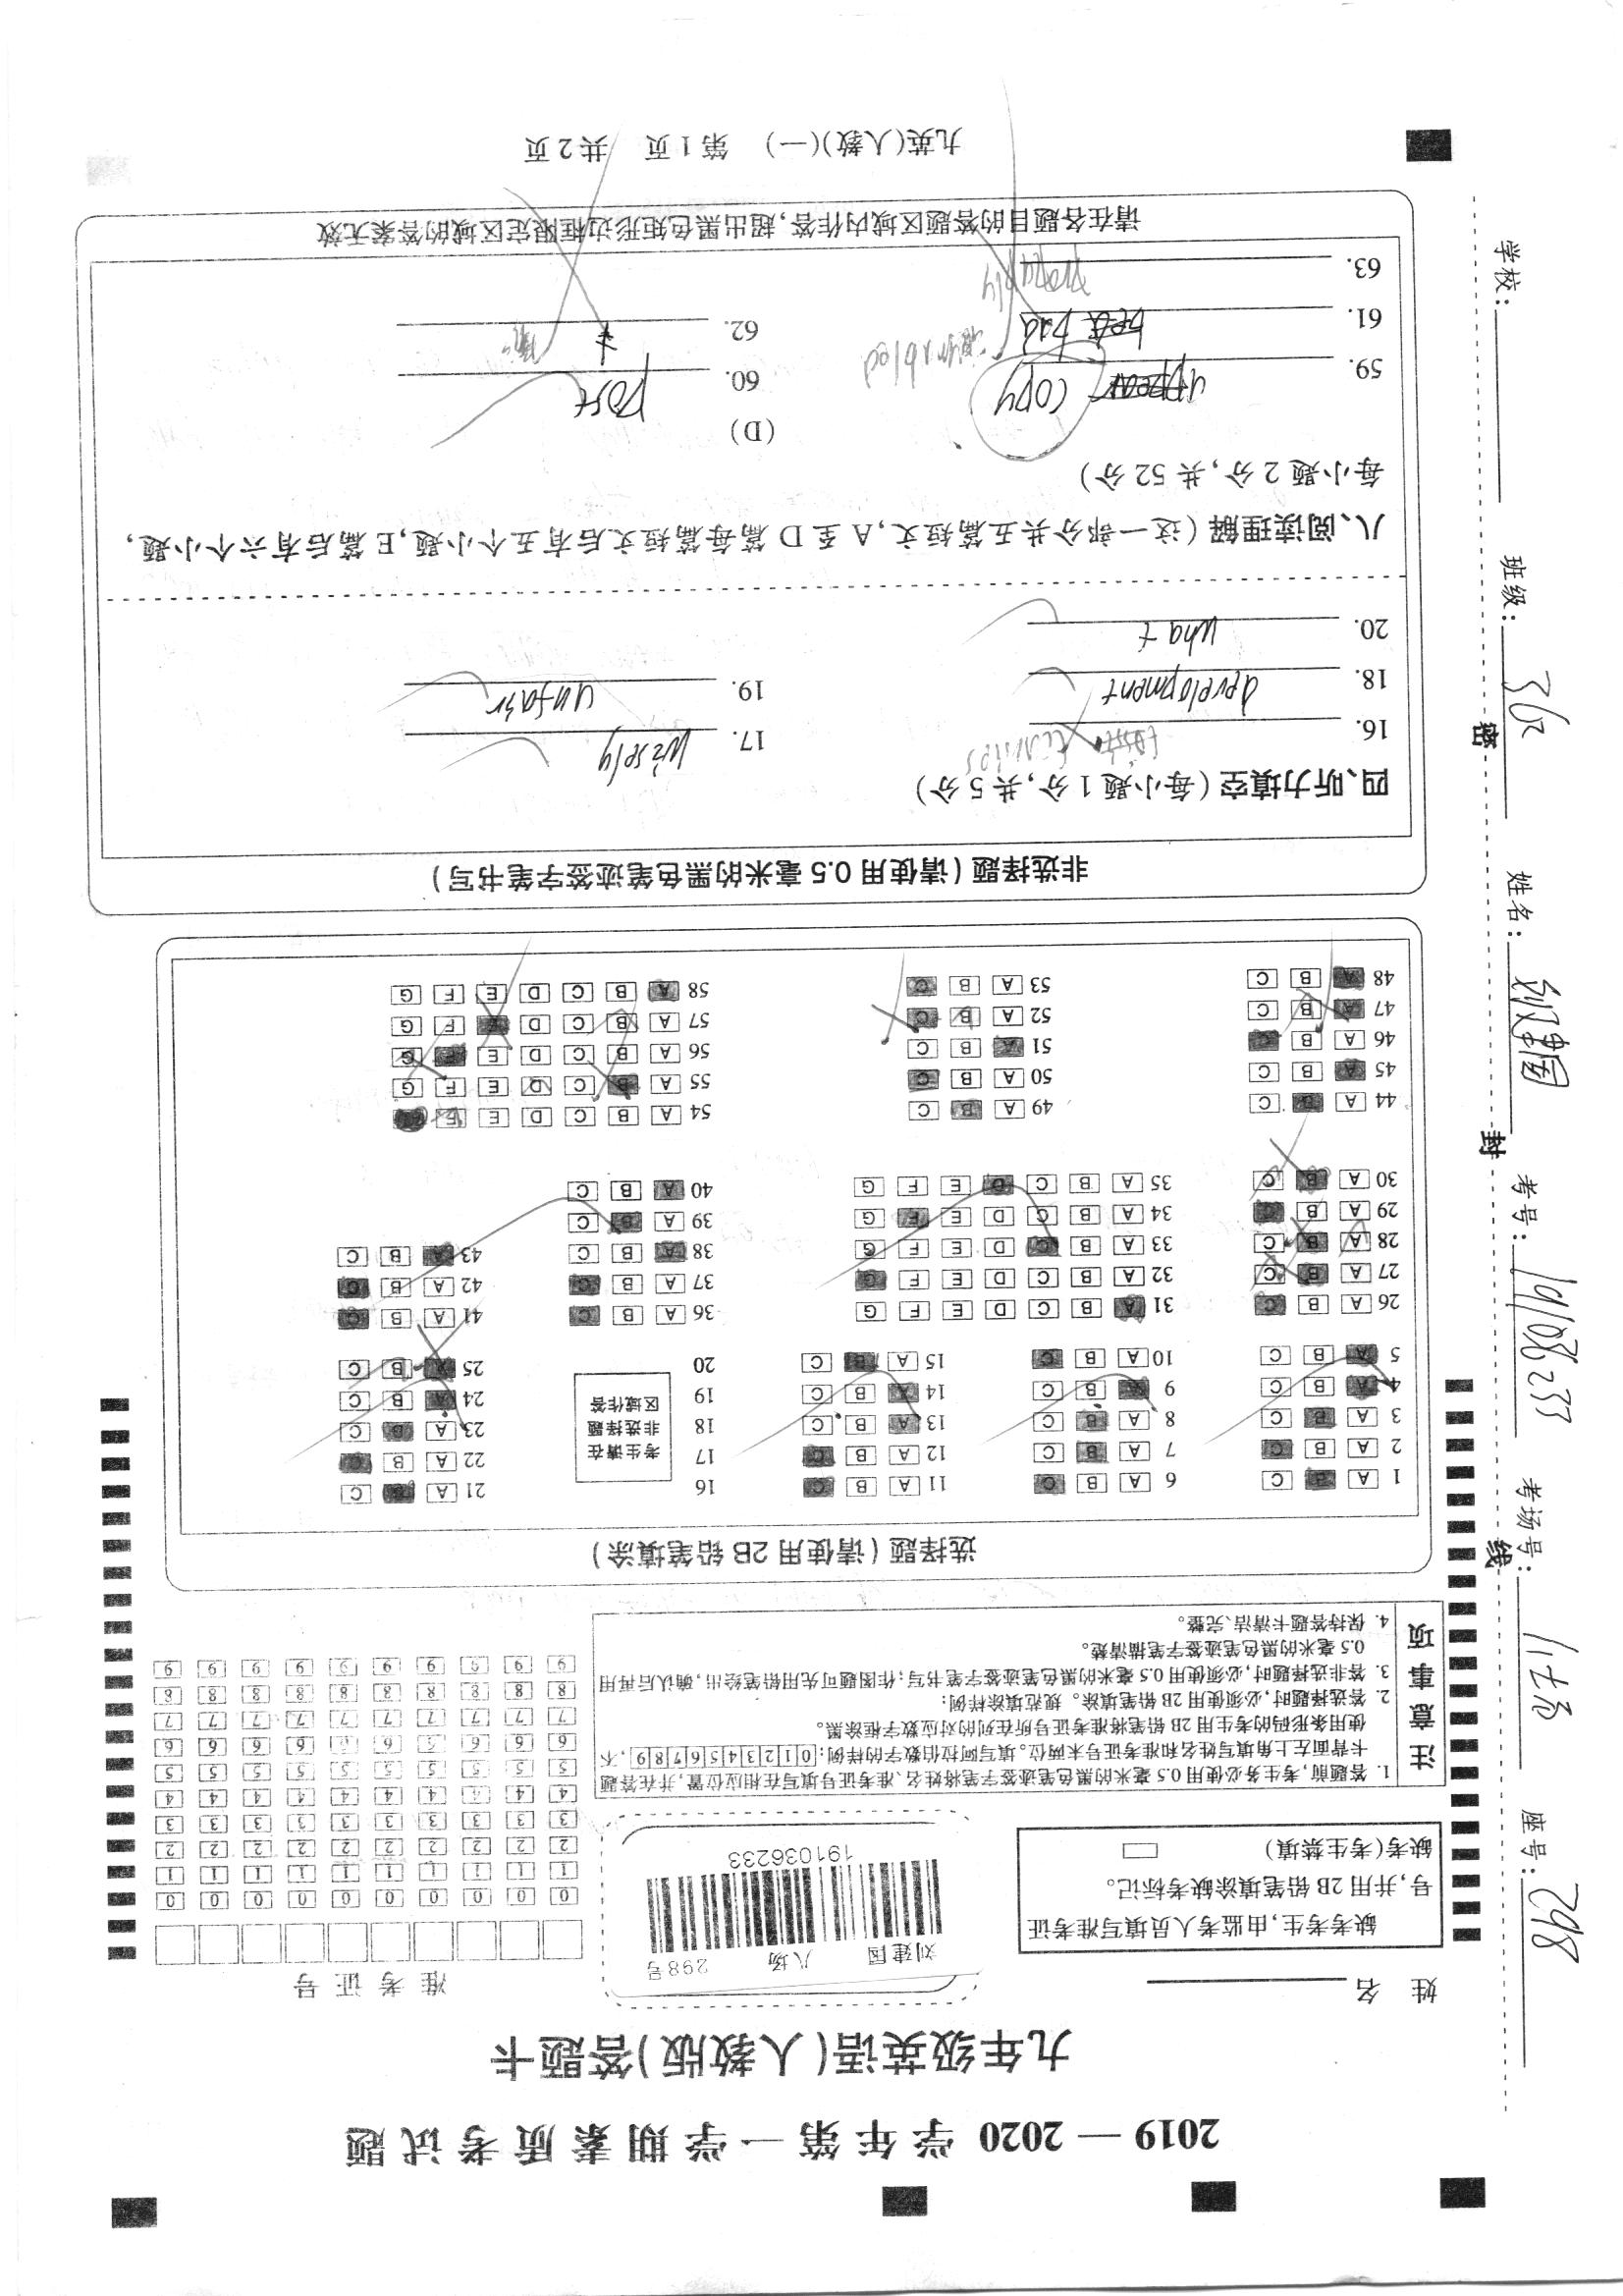 2019 — 2020 学年第一学期素质考试题
九年级英语(人教版)答题卡
姓 名
准 考 证 号
刘建国 八场 298号
191036233
缺考考生,由监考人员填写准考证
号,并用 2B 铅笔填涂缺考标记。
缺考(考生禁填)
注意事项
1. 答题前,考生务必使用 0.5 毫米的黑色笔迹签字笔将姓名、准考证号填写在相应位置,并在答题
卡背面左上角填写姓名和准考证号末两位。填写阿拉伯数字的样例:0 1 2 3 4 5 6 7 8 9,不
使用条形码的考生用 2B 铅笔将准考证号所在列的对应数字框涂黑。
2. 答选择题时,必须使用 2B 铅笔填涂。规范填涂样例:
3. 答非选择题时,必须使用 0.5 毫米的黑色笔迹签字笔书写;作图题可先用铅笔绘出,确认后再用
0.5 毫米的黑色笔迹签字笔描清楚。
4. 保持答题卡清洁、完整。
0 0 0 0 0 0 0 0 0 0
1 1 1 1 1 1 1 1 1 1
2 2 2 2 2 2 2 2 2 2
3 3 3 3 3 3 3 3 3 3
4 4 4 4 4 4 4 4 4 4
5 5 5 5 5 5 5 5 5 5
6 6 6 6 6 6 6 6 6 6
7 7 7 7 7 7 7 7 7 7
8 8 8 8 8 8 8 8 8 8
9 9 9 9 9 9 9 9 9 9
选择题(请使用 2B 铅笔填涂)
1 A B C 6 A B C 11 A B C 16 21 A B C
2 A B C 7 A B C 12 A B C 17 22 A B C
3 A B C 8 A B C 13 A B C 18 23 A B C
4 A B C 9 A B C 14 A B C 19 24 A B C
5 A B C 10 A B C 15 A B C 20 25 A B C
考生请在
非选择题
区域作答
26 A B C 31 A B C D E F G 36 A B C 41 A B C
27 A B C 32 A B C D E F G 37 A B C 42 A B C
28 A B C 33 A B C D E F G 38 A B C 43 A B C
29 A B C 34 A B C D E F G 39 A B C
30 A B C 35 A B C D E F G 40 A B C
44 A B C 49 A B C 54 A B C D E F G
45 A B C 50 A B C 55 A B C D E F G
46 A B C 51 A B C 56 A B C D E F G
47 A B C 52 A B C 57 A B C D E F G
48 A B C 53 A B C 58 A B C D E F G
非选择题(请使用 0.5 毫米的黑色笔迹签字笔书写)
四、听力填空(每小题 1 分,共 5 分)
16. 17. wisely
18. development 19. unfair
20. what
八、阅读理解(这一部分共五篇短文,A 至 D 篇每篇短文后有五个小题,E 篇后有六个小题,
每小题 2 分,共 52 分)
(D)
59. appear copy 60. post
61. bad 62.
63.
请在各题目的答题区域内作答,超出黑色矩形边框限定区域的答案无效
九英(人教)(一) 第 1 页 共 2 页
学校:
班级:
姓名: 刘建国
考号: 191036233
考场号:
座号: 298
密
封
线